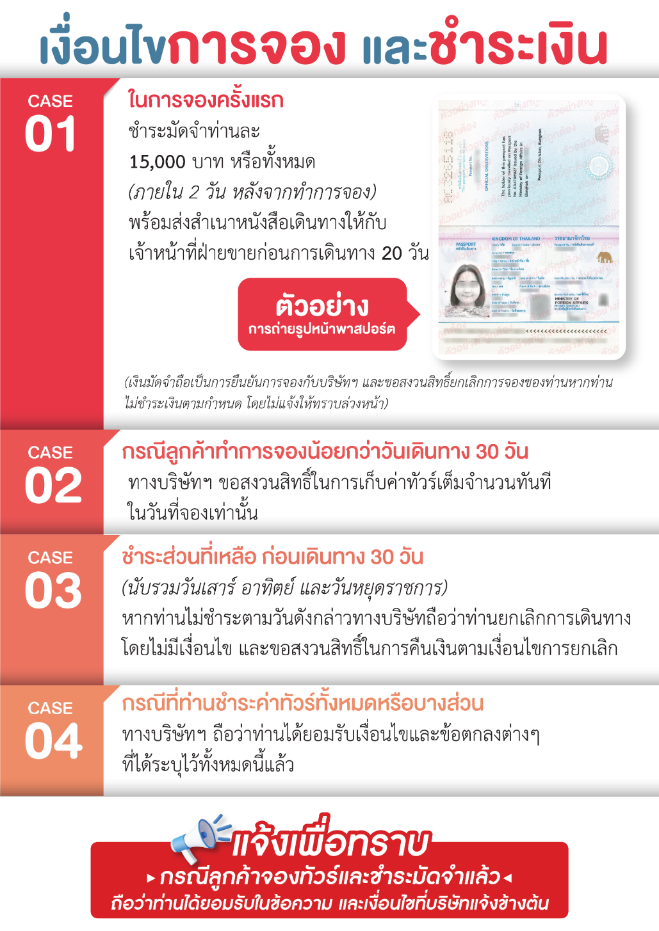 เงื่อนไขการจอง และชำระเงิน
CASE
01
ในการจองครั้งแรก
ชำระมัดจำท่านละ
15,000 บาท หรือทั้งหมด
(ภายใน 2 วัน หลังจากทำการจอง)
พร้อมส่งสำเนาหนังสือเดินทางให้กับ
เจ้าหน้าที่ฝ่ายขายก่อนการเดินทาง 20 วัน
ตัวอย่าง
การถ่ายรูปหน้าพาสปอร์ต
OFFICIAL OBSERVATIONS
PASSPORT
KINGDOM OF THAILAND
ราชอาณาจักรไทย
MINISTRY OF
FOREIGN AFFAIRS
(เงินมัดจำถือเป็นการยืนยันการจองกับบริษัทฯ และขอสงวนสิทธิ์ยกเลิกการจองของท่านหากท่าน
ไม่ชำระเงินตามกำหนด โดยไม่แจ้งให้ทราบล่วงหน้า)
CASE
02
กรณีลูกค้าทำการจองน้อยกว่าวันเดินทาง 30 วัน
ทางบริษัทฯ ขอสงวนสิทธิ์ในการเก็บค่าทัวร์เต็มจำนวนทันที
ในวันที่จองเท่านั้น
CASE
03
ชำระส่วนที่เหลือ ก่อนเดินทาง 30 วัน
(นับรวมวันเสาร์ อาทิตย์ และวันหยุดราชการ)
หากท่านไม่ชำระตามวันดังกล่าวทางบริษัทถือว่าท่านยกเลิกการเดินทาง
โดยไม่มีเงื่อนไข และขอสงวนสิทธิ์ในการคืนเงินตามเงื่อนไขการยกเลิก
CASE
04
กรณีที่ท่านชำระค่าทัวร์ทั้งหมดหรือบางส่วน
ทางบริษัทฯ ถือว่าท่านได้ยอมรับเงื่อนไขและข้อตกลงต่างๆ
ที่ได้ระบุไว้ทั้งหมดนี้แล้ว
แจ้งเพื่อทราบ
กรณีลูกค้าจองทัวร์และชำระมัดจำแล้ว
ถือว่าท่านได้ยอมรับในข้อความ และเงื่อนไขที่บริษัทแจ้งข้างต้น